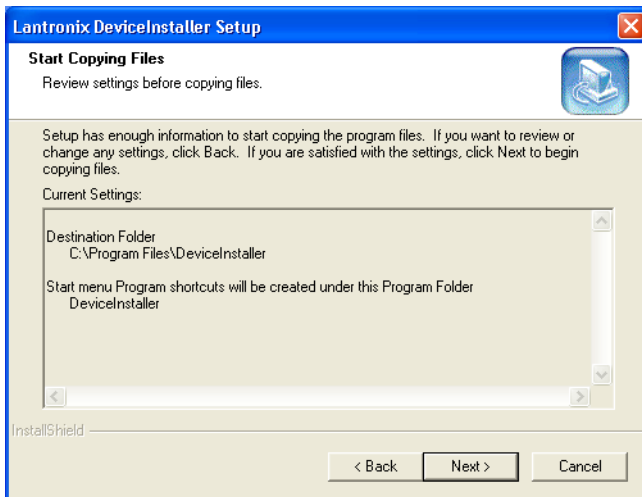 Lantronix DeviceInstaller Setup
Start Copying Files
Review settings before copying files.
Setup has enough information to start copying the program files. If you want to review or
change any settings, click Back. If you are satisfied with the settings, click Next to begin
copying files.
Current Settings:
Destination Folder
C:\Program Files\DeviceInstaller
Start menu Program shortcuts will be created under this Program Folder
DeviceInstaller
InstallShield
< Back
Next >
Cancel